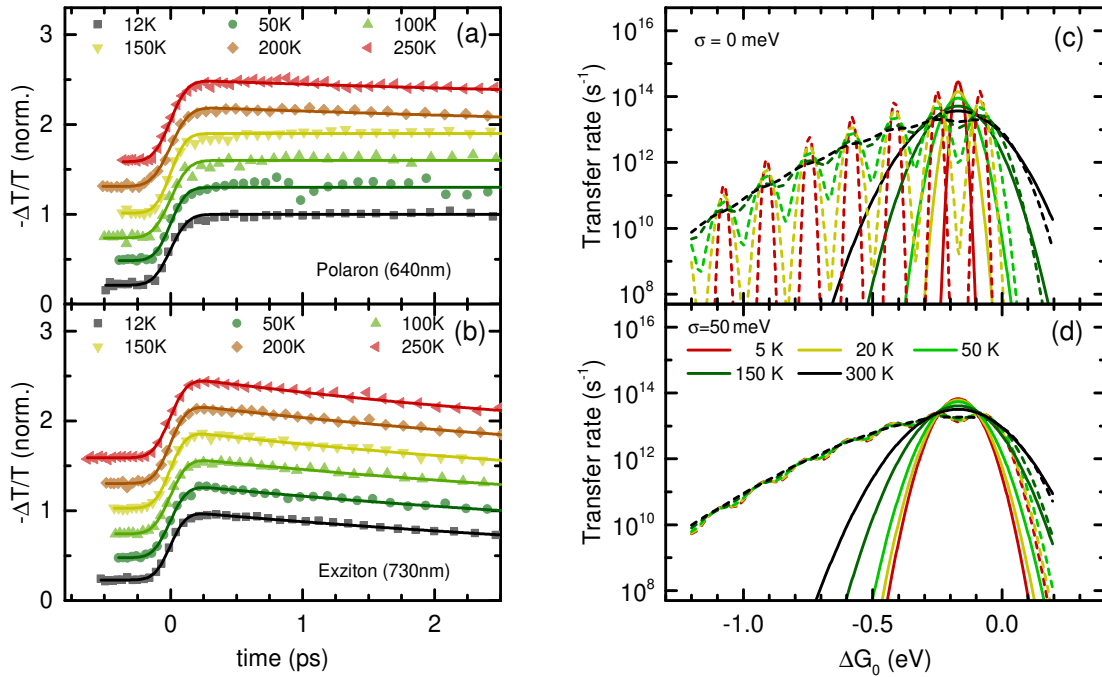 12K 50K 100K
150K 200K 250K
(a)
3
2
1
0
-ΔT/T (norm.)
Polaron (640nm)
12K 50K 100K
150K 200K 250K
(b)
3
2
1
0
-ΔT/T (norm.)
Exziton (730nm)
0 1 2
time (ps)
σ = 0 meV
(c)
10^16
10^14
10^12
10^10
10^8
Transfer rate (s^-1)
σ=50 meV
(d)
5 K 20 K 50 K
150 K 300 K
10^16
10^14
10^12
10^10
10^8
Transfer rate (s^-1)
-1.0 -0.5 0.0
ΔG_0 (eV)